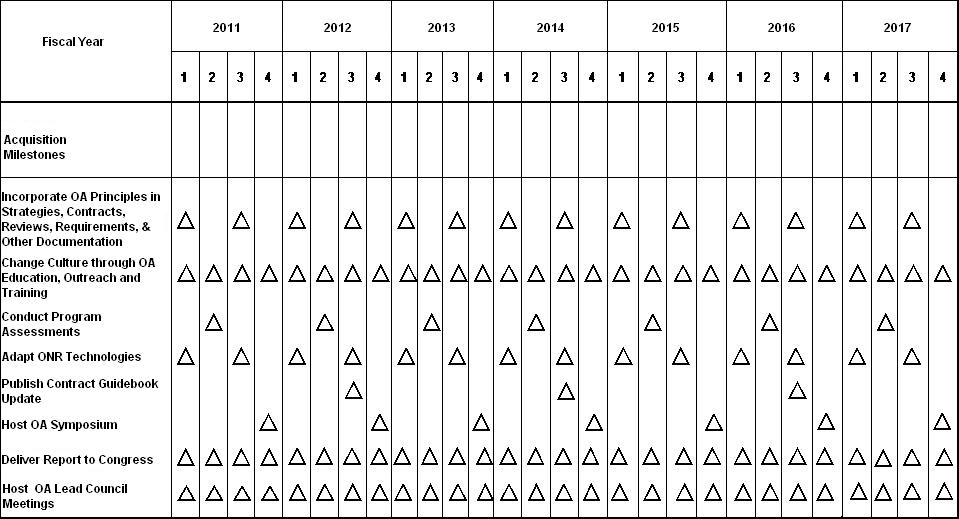 Fiscal Year
2011 2012 2013 2014 2015 2016 2017
1 2 3 4 1 2 3 4 1 2 3 4 1 2 3 4 1 2 3 4 1 2 3 4 1 2 3 4
Acquisition
Milestones
Incorporate OA Principles in
Strategies, Contracts,
Reviews, Requirements, &
Other Documentation
Change Culture through OA
Education, Outreach and
Training
Conduct Program
Assessments
Adapt ONR Technologies
Publish Contract Guidebook
Update
Host OA Symposium
Deliver Report to Congress
Host OA Lead Council
Meetings